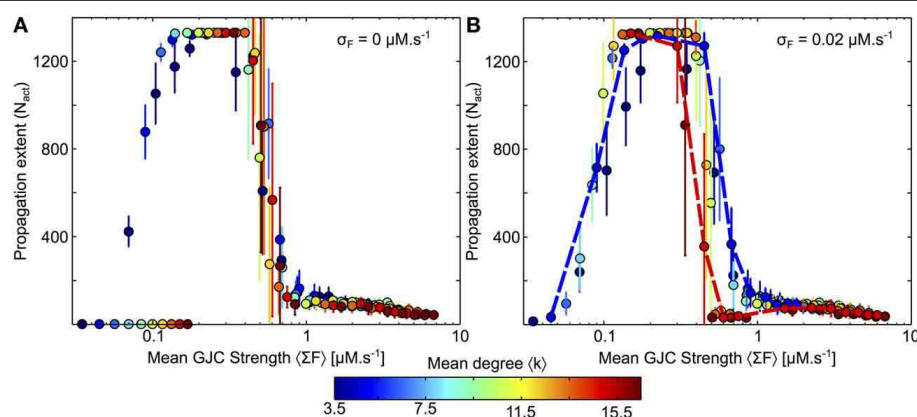 A
B
σF = 0 μM.s-1
σF = 0.02 μM.s-1
Propagation extent (Nact)
Propagation extent (Nact)
1200
800
400
1200
800
400
0.1
1
10
0.1
1
10
Mean GJC Strength ⟨ΣF⟩ [μM.s-1]
Mean GJC Strength ⟨ΣF⟩ [μM.s-1]
Mean degree ⟨k⟩
3.5
7.5
11.5
15.5